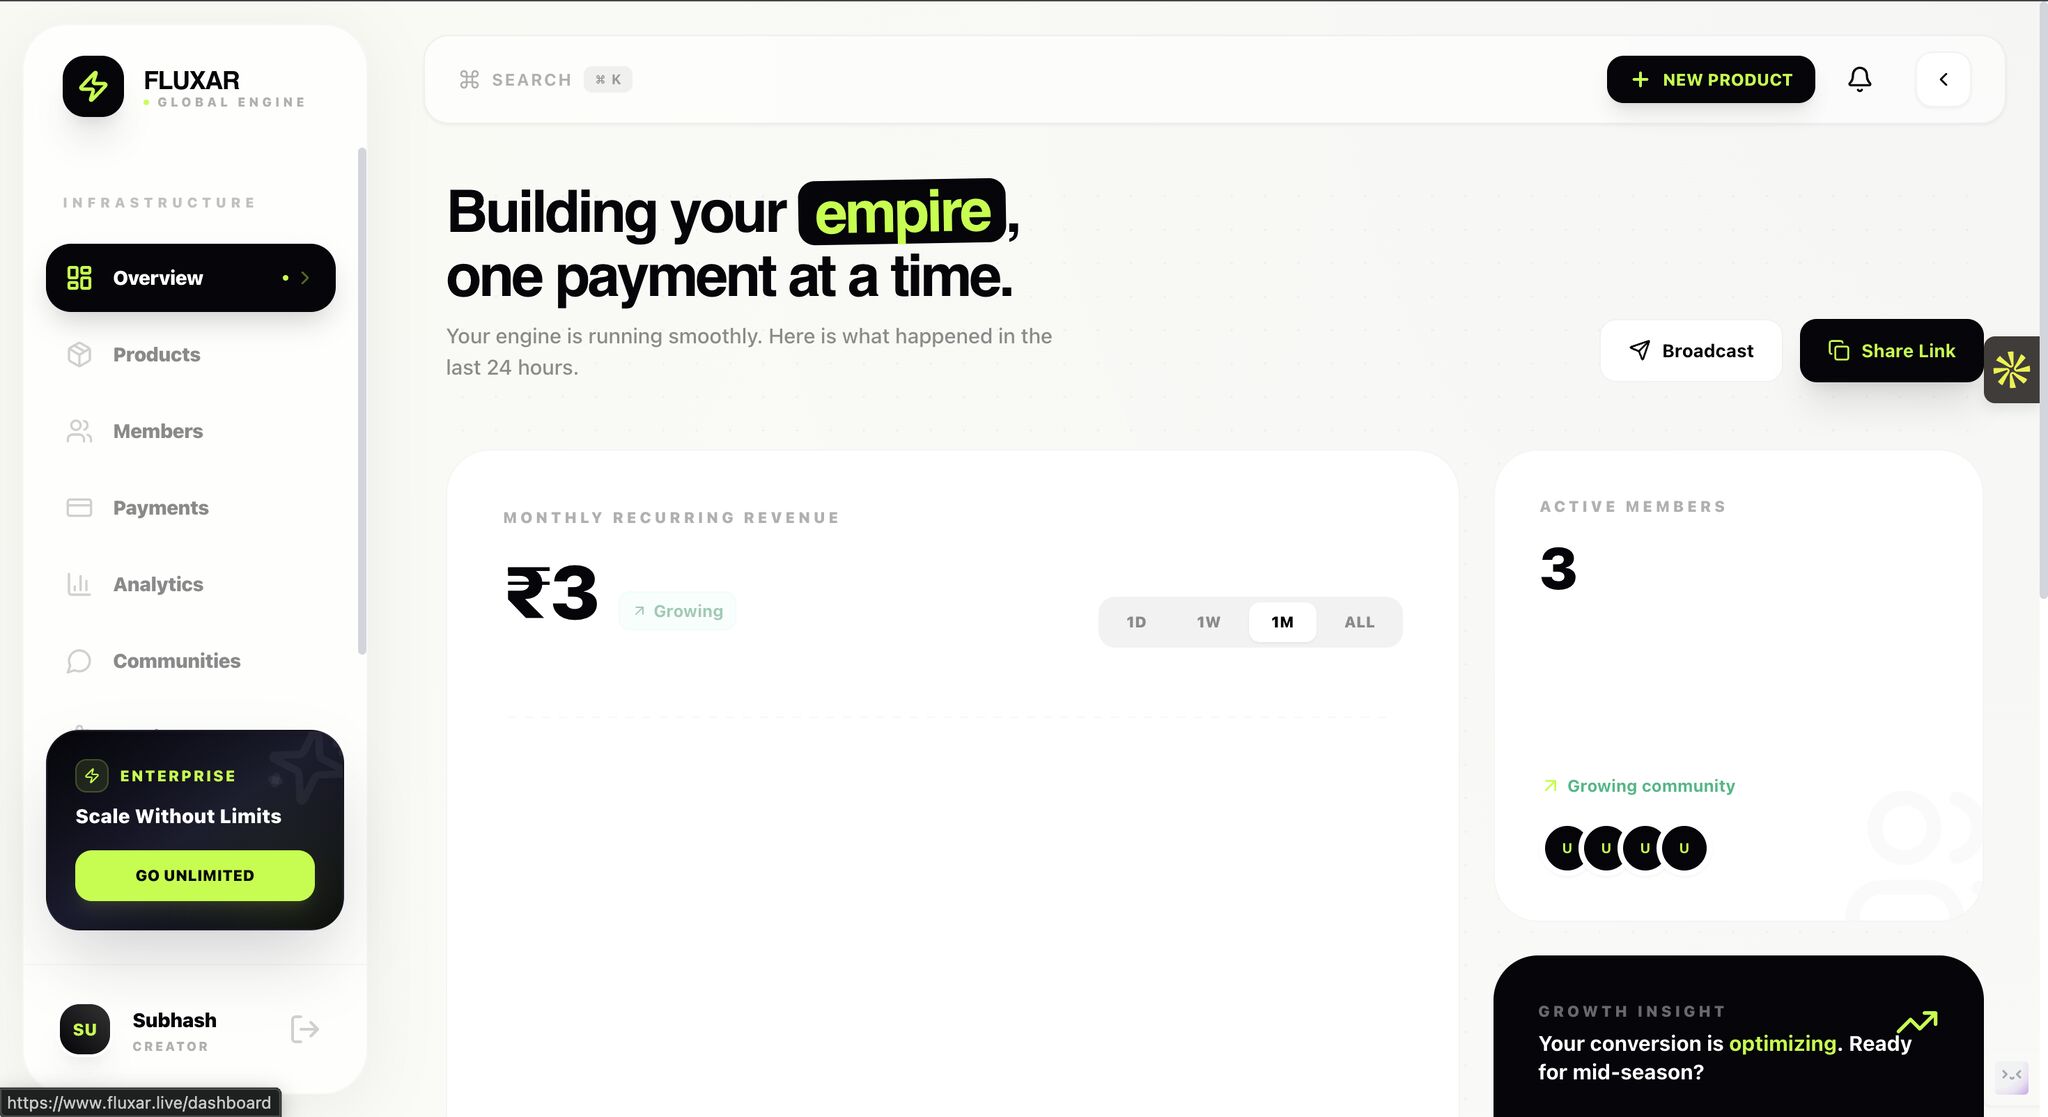 FLUXAR
GLOBAL ENGINE
INFRASTRUCTURE
Overview
Products
Members
Payments
Analytics
Communities
ENTERPRISE
Scale Without Limits
GO UNLIMITED
SU
Subhash
CREATOR
https://www.fluxar.live/dashboard
SEARCH ⌘ K
NEW PRODUCT
Building your empire,
one payment at a time.
Your engine is running smoothly. Here is what happened in the
last 24 hours.
Broadcast
Share Link
MONTHLY RECURRING REVENUE
₹3
Growing
1D 1W 1M ALL
ACTIVE MEMBERS
3
Growing community
U U U U
GROWTH INSIGHT
Your conversion is optimizing. Ready
for mid-season?